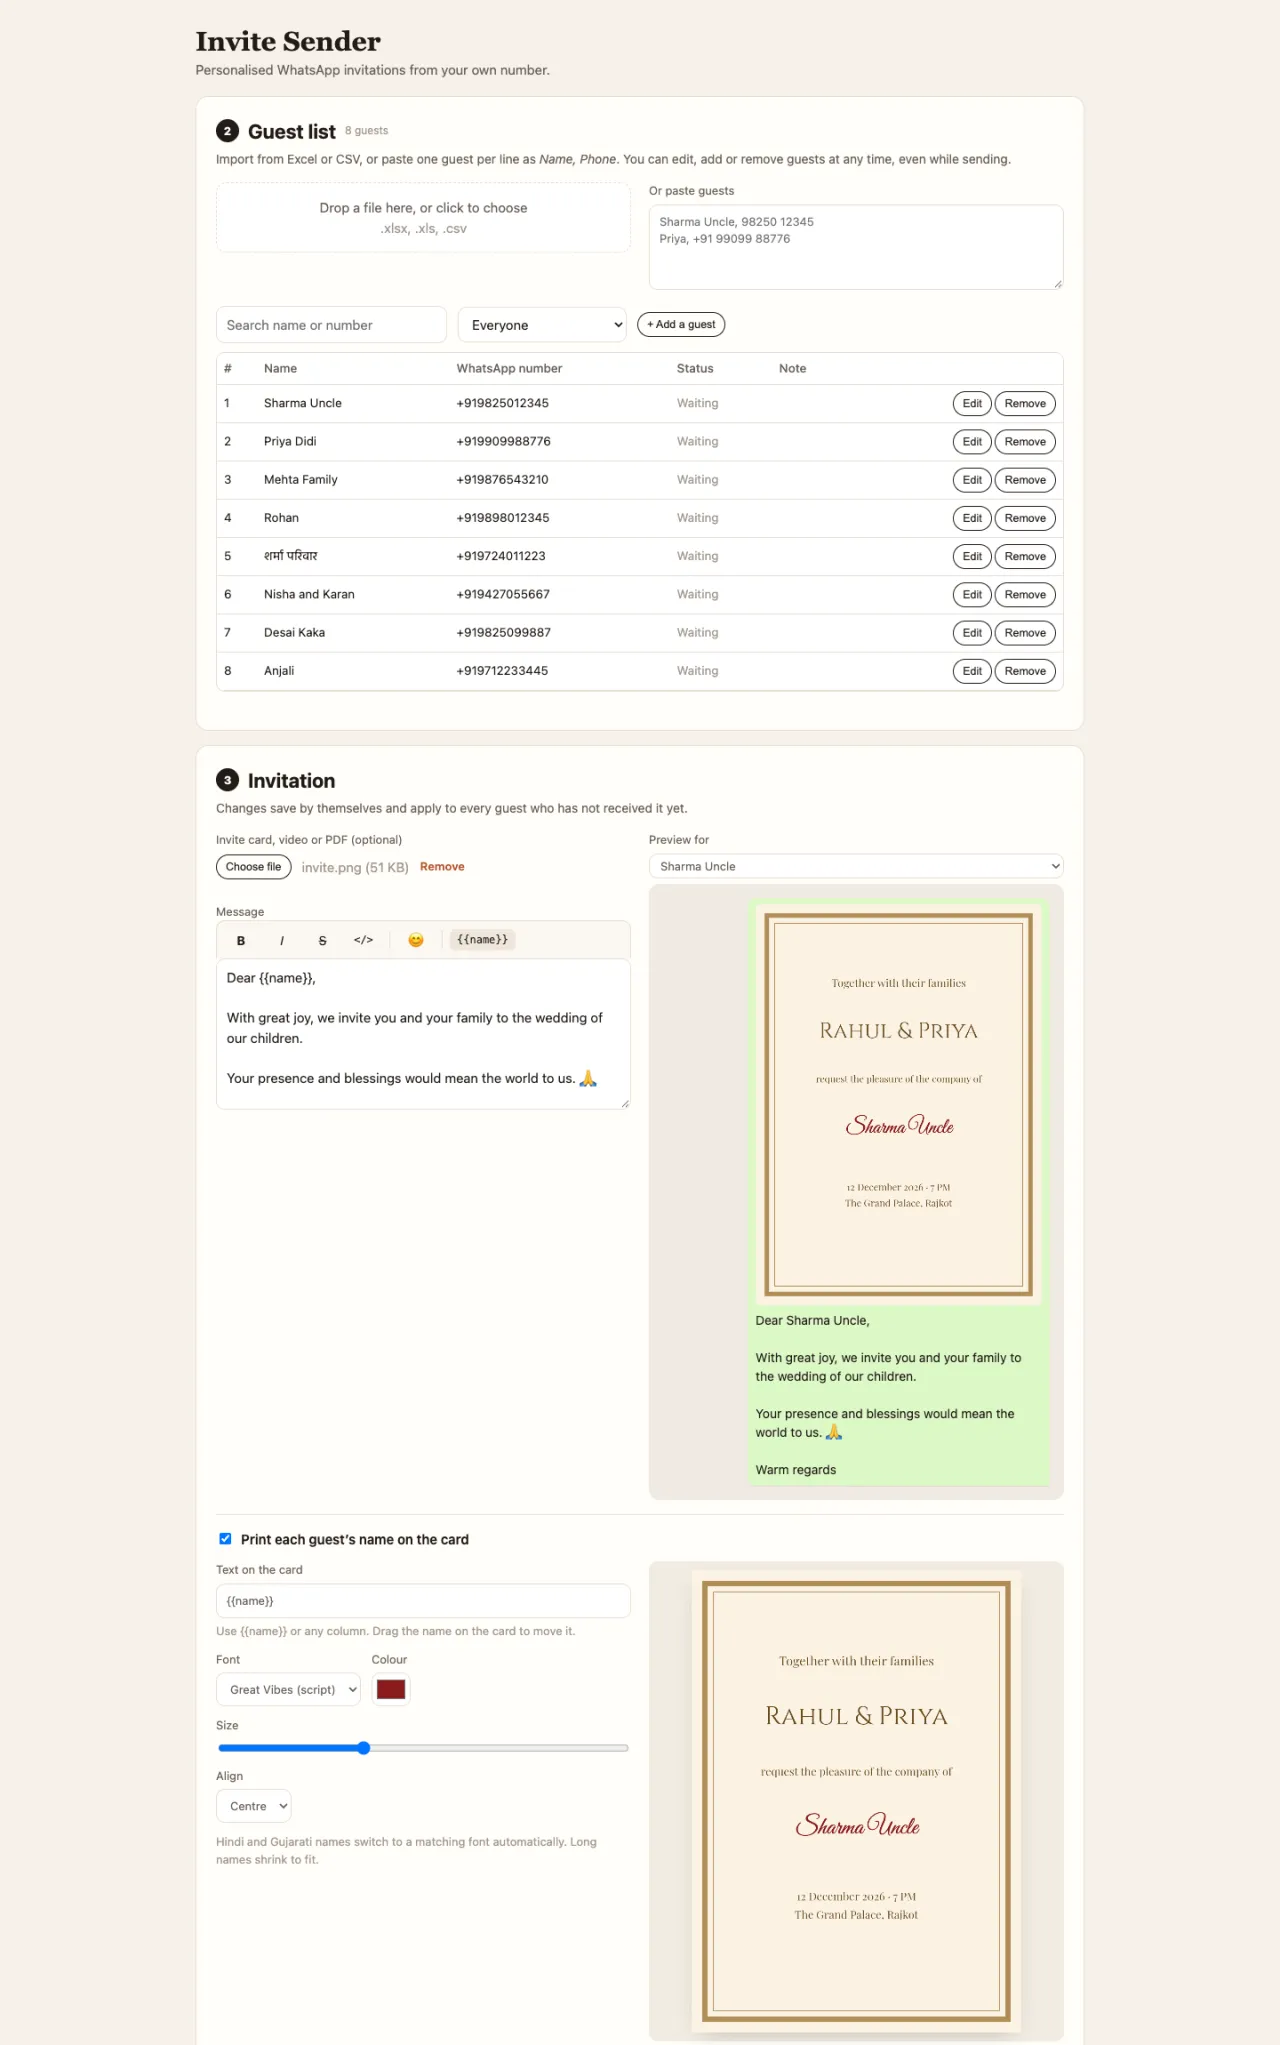 Invite Sender
Personalised WhatsApp invitations from your own number.
2 Guest list 8 guests
Import from Excel or CSV, or paste one guest per line as Name, Phone. You can edit, add or remove guests at any time, even while sending.
Drop a file here, or click to choose
.xlsx, .xls, .csv
Or paste guests
Sharma Uncle, 98250 12345
Priya, +91 99099 88776
Search name or number
Everyone
+ Add a guest
# Name WhatsApp number Status Note
1 Sharma Uncle +919825012345 Waiting Edit Remove
2 Priya Didi +919909988776 Waiting Edit Remove
3 Mehta Family +919876543210 Waiting Edit Remove
4 Rohan +919898012345 Waiting Edit Remove
5 शर्मा परिवार +919724011223 Waiting Edit Remove
6 Nisha and Karan +919427055667 Waiting Edit Remove
7 Desai Kaka +919825099887 Waiting Edit Remove
8 Anjali +919712233445 Waiting Edit Remove
3 Invitation
Changes save by themselves and apply to every guest who has not received it yet.
Invite card, video or PDF (optional)
Choose file invite.png (51 KB) Remove
Message
B I S </> 😊 {{name}}
Dear {{name}},
With great joy, we invite you and your family to the wedding of
our children.
Your presence and blessings would mean the world to us. 🙏
Preview for
Sharma Uncle
Together with their families
RAHUL & PRIYA
request the pleasure of the company of
Sharma Uncle
12 December 2026 · 7 PM
The Grand Palace, Rajkot
Dear Sharma Uncle,
With great joy, we invite you and your family to
the wedding of our children.
Your presence and blessings would mean the
world to us. 🙏
Warm regards
Print each guest’s name on the card
Text on the card
{{name}}
Use {{name}} or any column. Drag the name on the card to move it.
Font Colour
Great Vibes (script)
Size
Align
Centre
Hindi and Gujarati names switch to a matching font automatically. Long
names shrink to fit.
Together with their families
RAHUL & PRIYA
request the pleasure of the company of
Sharma Uncle
12 December 2026 · 7 PM
The Grand Palace, Rajkot